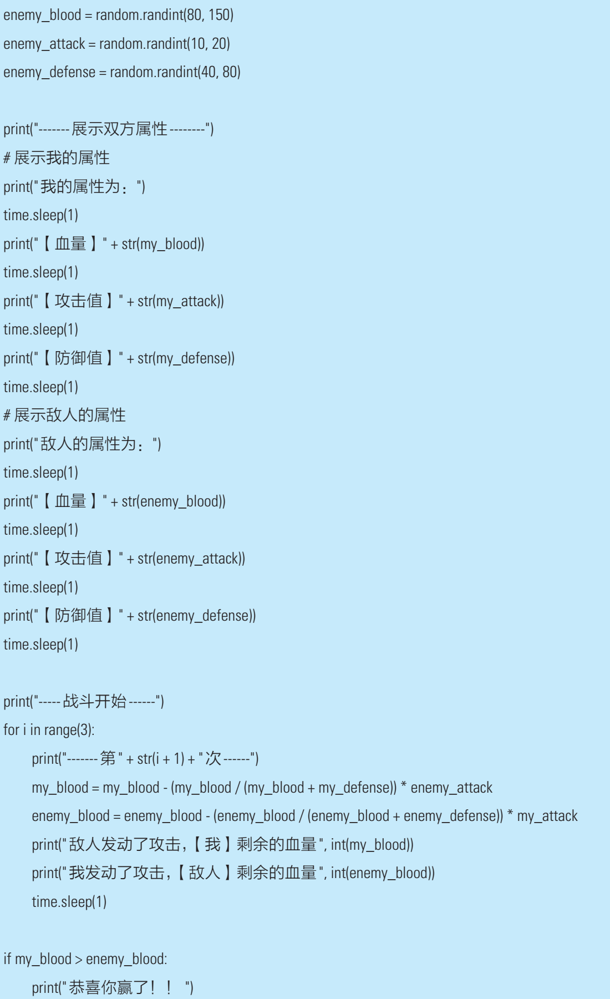 enemy_blood = random.randint(80, 150)
enemy_attack = random.randint(10, 20)
enemy_defense = random.randint(40, 80)
print("-------展示双方属性--------")
# 展示我的属性
print("我的属性为：")
time.sleep(1)
print("【血量】" + str(my_blood))
time.sleep(1)
print("【攻击值】" + str(my_attack))
time.sleep(1)
print("【防御值】" + str(my_defense))
time.sleep(1)
# 展示敌人的属性
print("敌人的属性为：")
time.sleep(1)
print("【血量】" + str(enemy_blood))
time.sleep(1)
print("【攻击值】" + str(enemy_attack))
time.sleep(1)
print("【防御值】" + str(enemy_defense))
time.sleep(1)
print("-----战斗开始------")
for i in range(3):
    print("-------第" + str(i + 1) + "次------")
    my_blood = my_blood - (my_blood / (my_blood + my_defense)) * enemy_attack
    enemy_blood = enemy_blood - (enemy_blood / (enemy_blood + enemy_defense)) * my_attack
    print("敌人发动了攻击，【我】剩余的血量", int(my_blood))
    print("我发动了攻击，【敌人】剩余的血量", int(enemy_blood))
    time.sleep(1)
if my_blood > enemy_blood:
    print("恭喜你赢了！！ ")